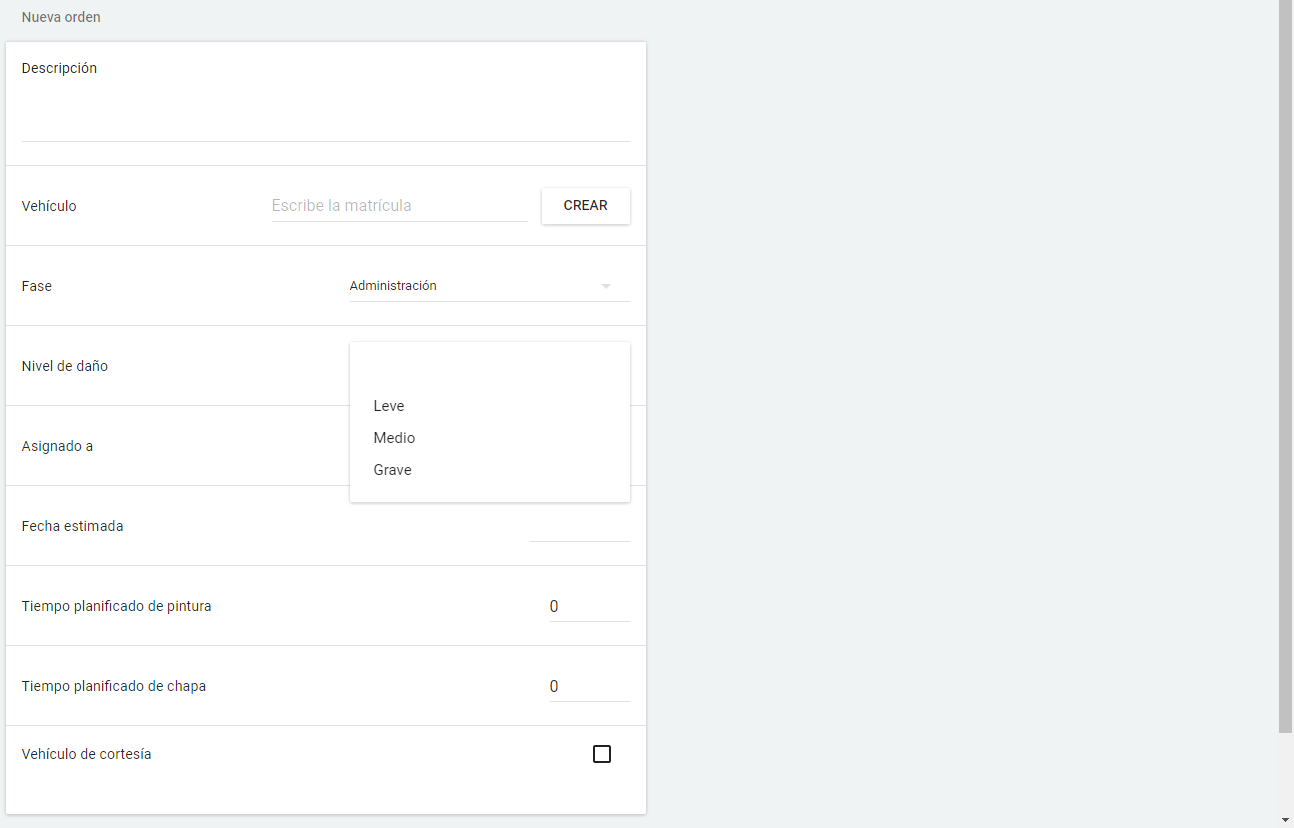 Nueva orden
Descripción
Vehículo Escribe la matrícula CREAR
Fase Administración
Nivel de daño
Leve
Medio
Asignado a
Grave
Fecha estimada
Tiempo planificado de pintura 0
Tiempo planificado de chapa 0
Vehículo de cortesía